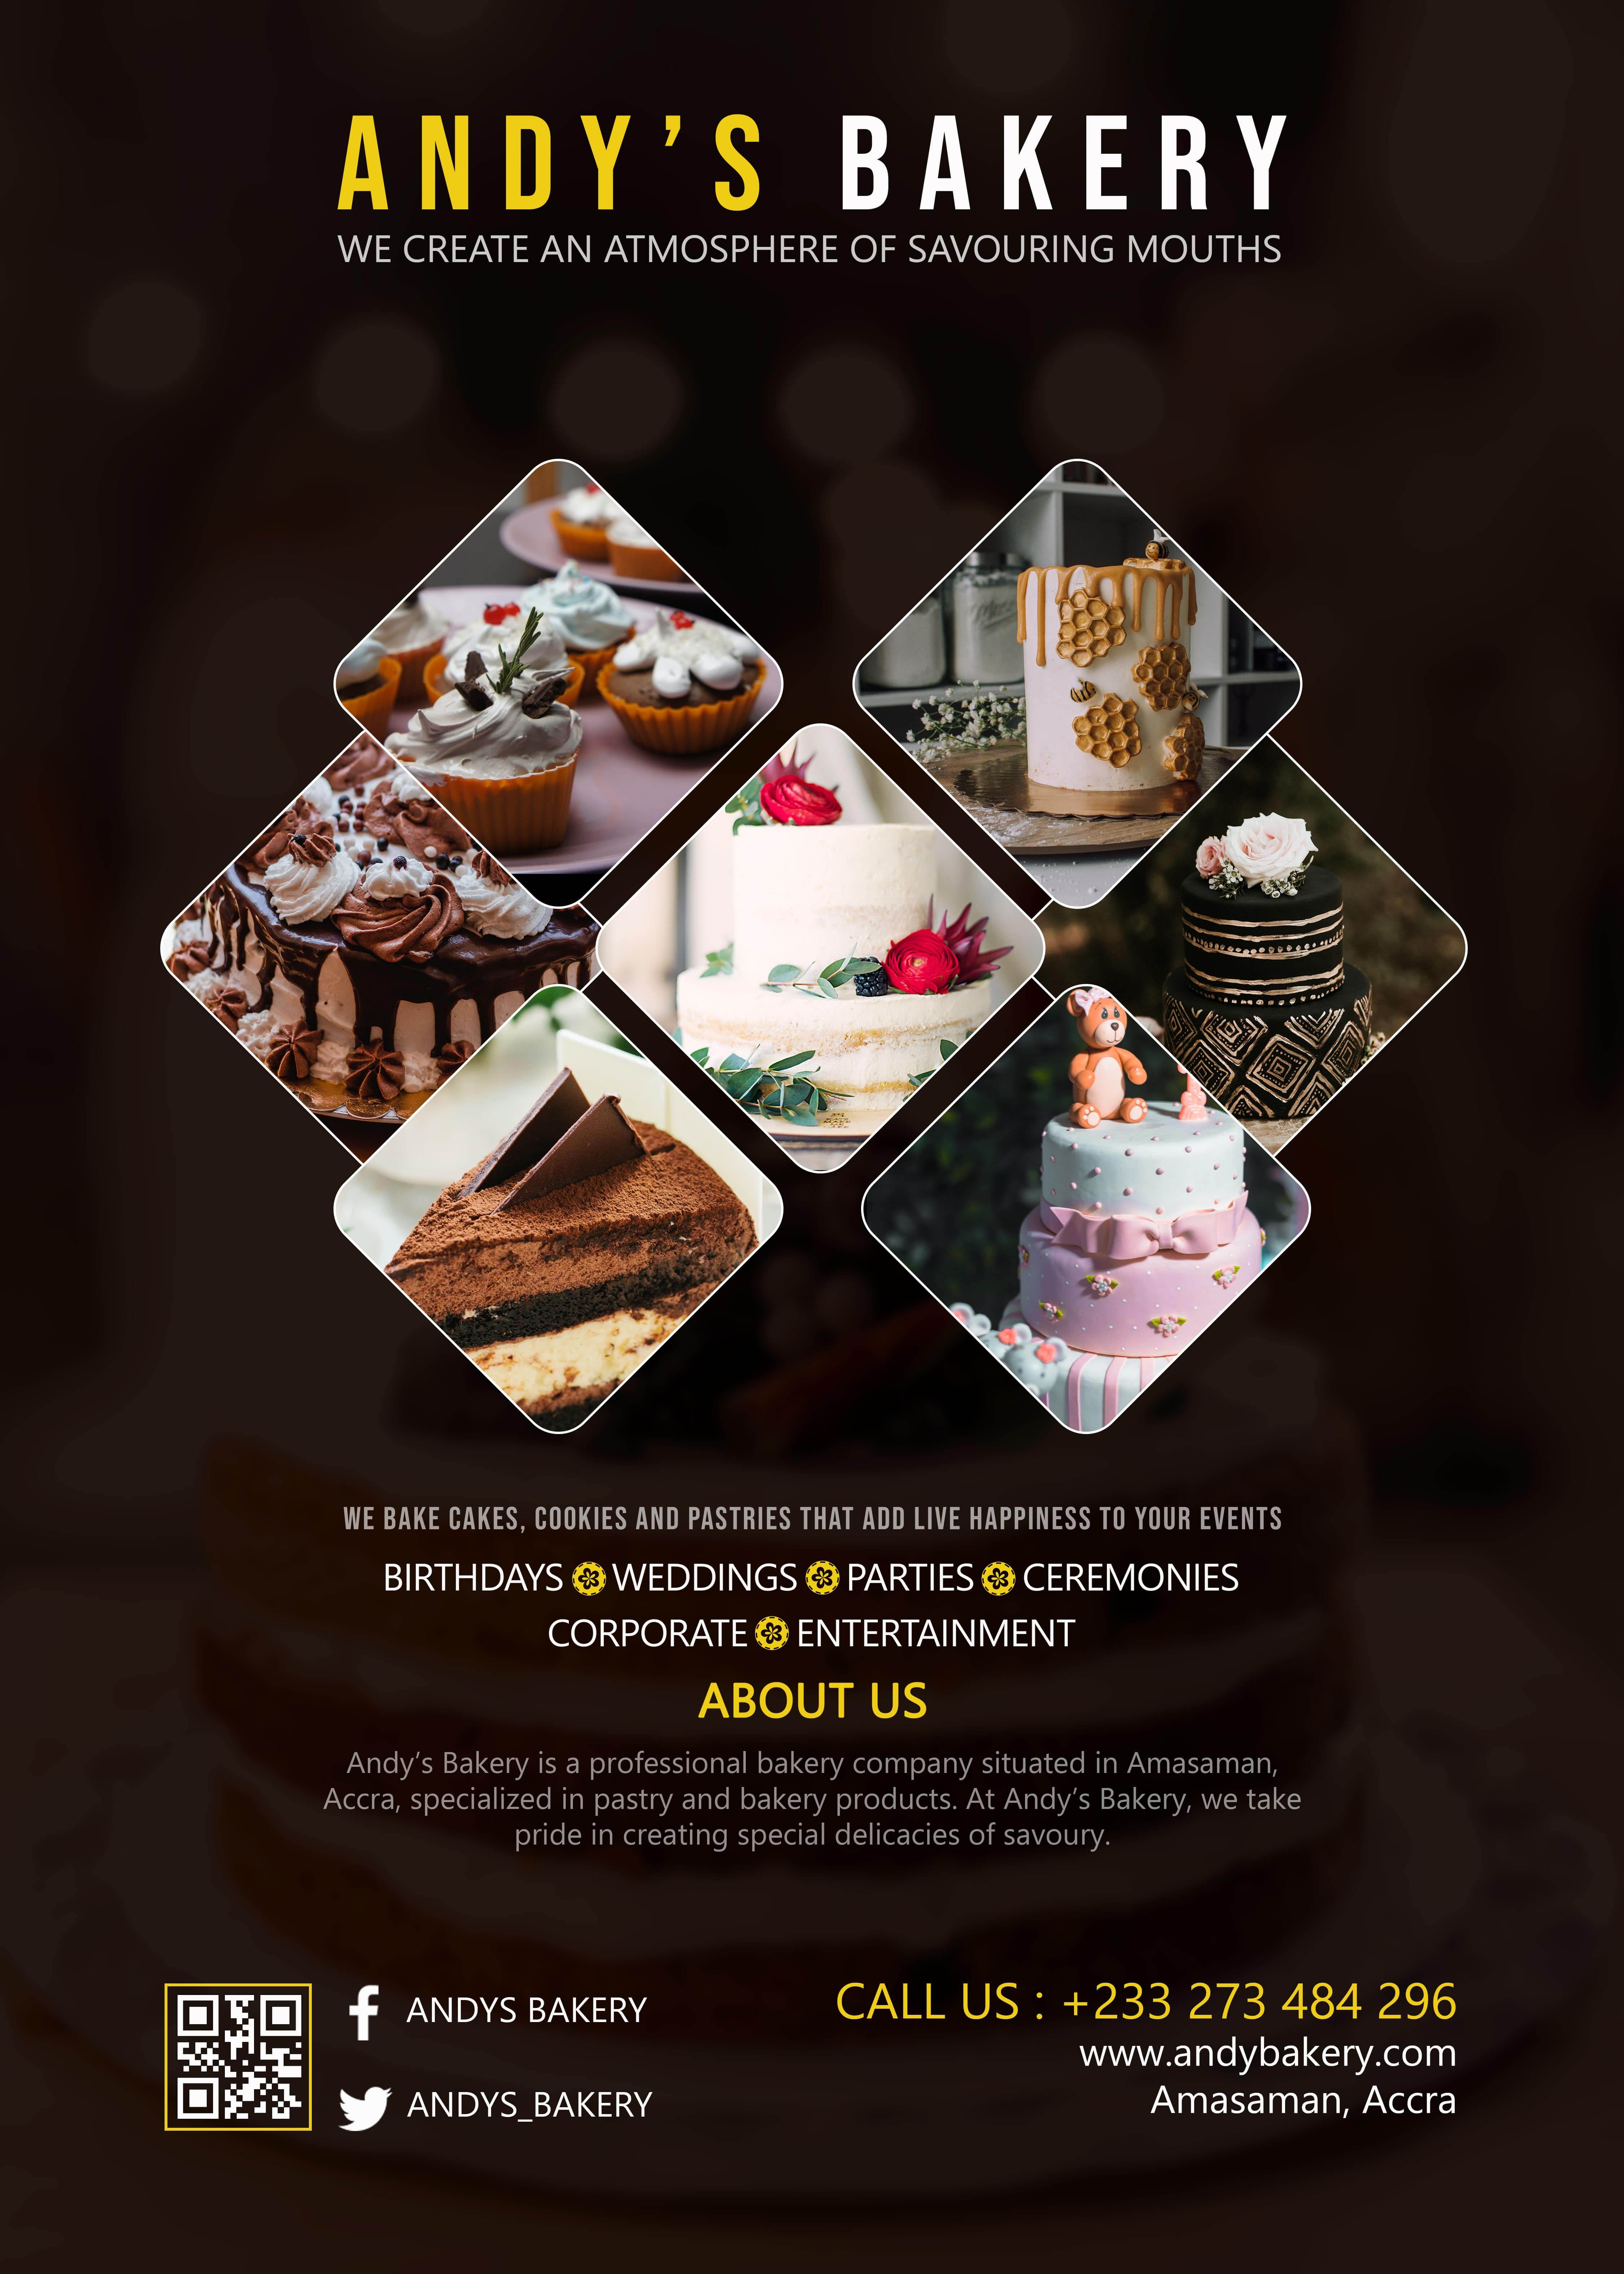 ANDY’S BAKERY
WE CREATE AN ATMOSPHERE OF SAVOURING MOUTHS
WE BAKE CAKES, COOKIES AND PASTRIES THAT ADD LIVE HAPPINESS TO YOUR EVENTS
BIRTHDAYS WEDDINGS PARTIES CEREMONIES
CORPORATE ENTERTAINMENT
ABOUT US
Andy’s Bakery is a professional bakery company situated in Amasaman,
Accra, specialized in pastry and bakery products. At Andy’s Bakery, we take
pride in creating special delicacies of savoury.
ANDYS BAKERY
ANDYS_BAKERY
CALL US : +233 273 484 296
www.andybakery.com
Amasaman, Accra